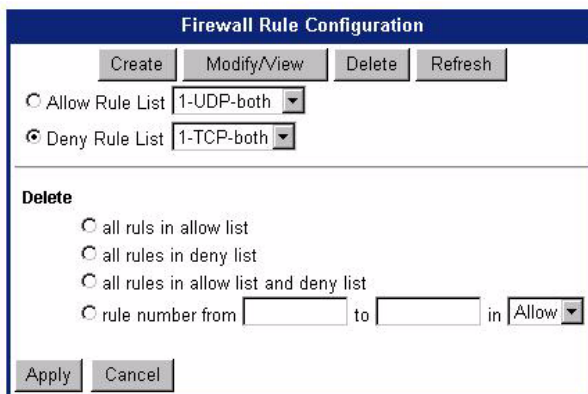 Firewall Rule Configuration
Create Modify/View Delete Refresh
Allow Rule List 1-UDP-both
Deny Rule List 1-TCP-both
Delete
all ruls in allow list
all rules in deny list
all rules in allow list and deny list
rule number from to in Allow
Apply Cancel